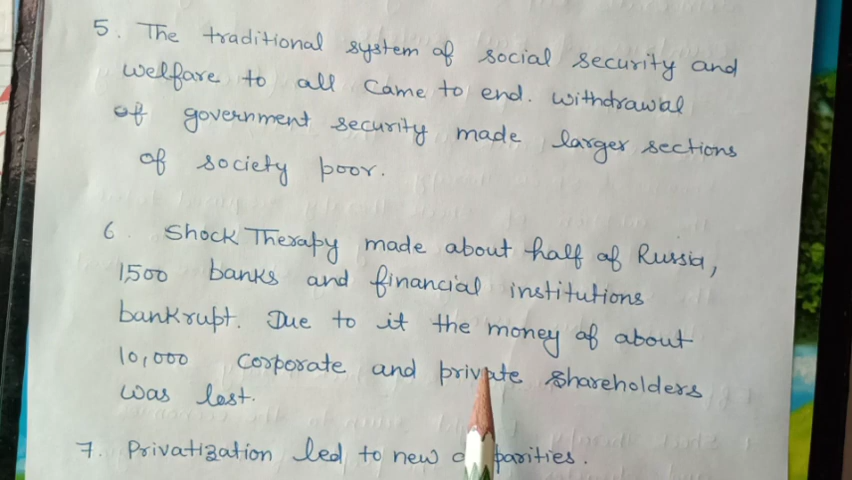 5. The traditional system of social security and
welfare to all came to end. Withdrawal
of government security made larger sections
of society poor.
6. Shock Therapy made about half of Russia,
1500 banks and financial institutions
bankrupt. Due to it the money of about
10,000 corporate and private shareholders
was lost.
7. Privatization led to new parities.